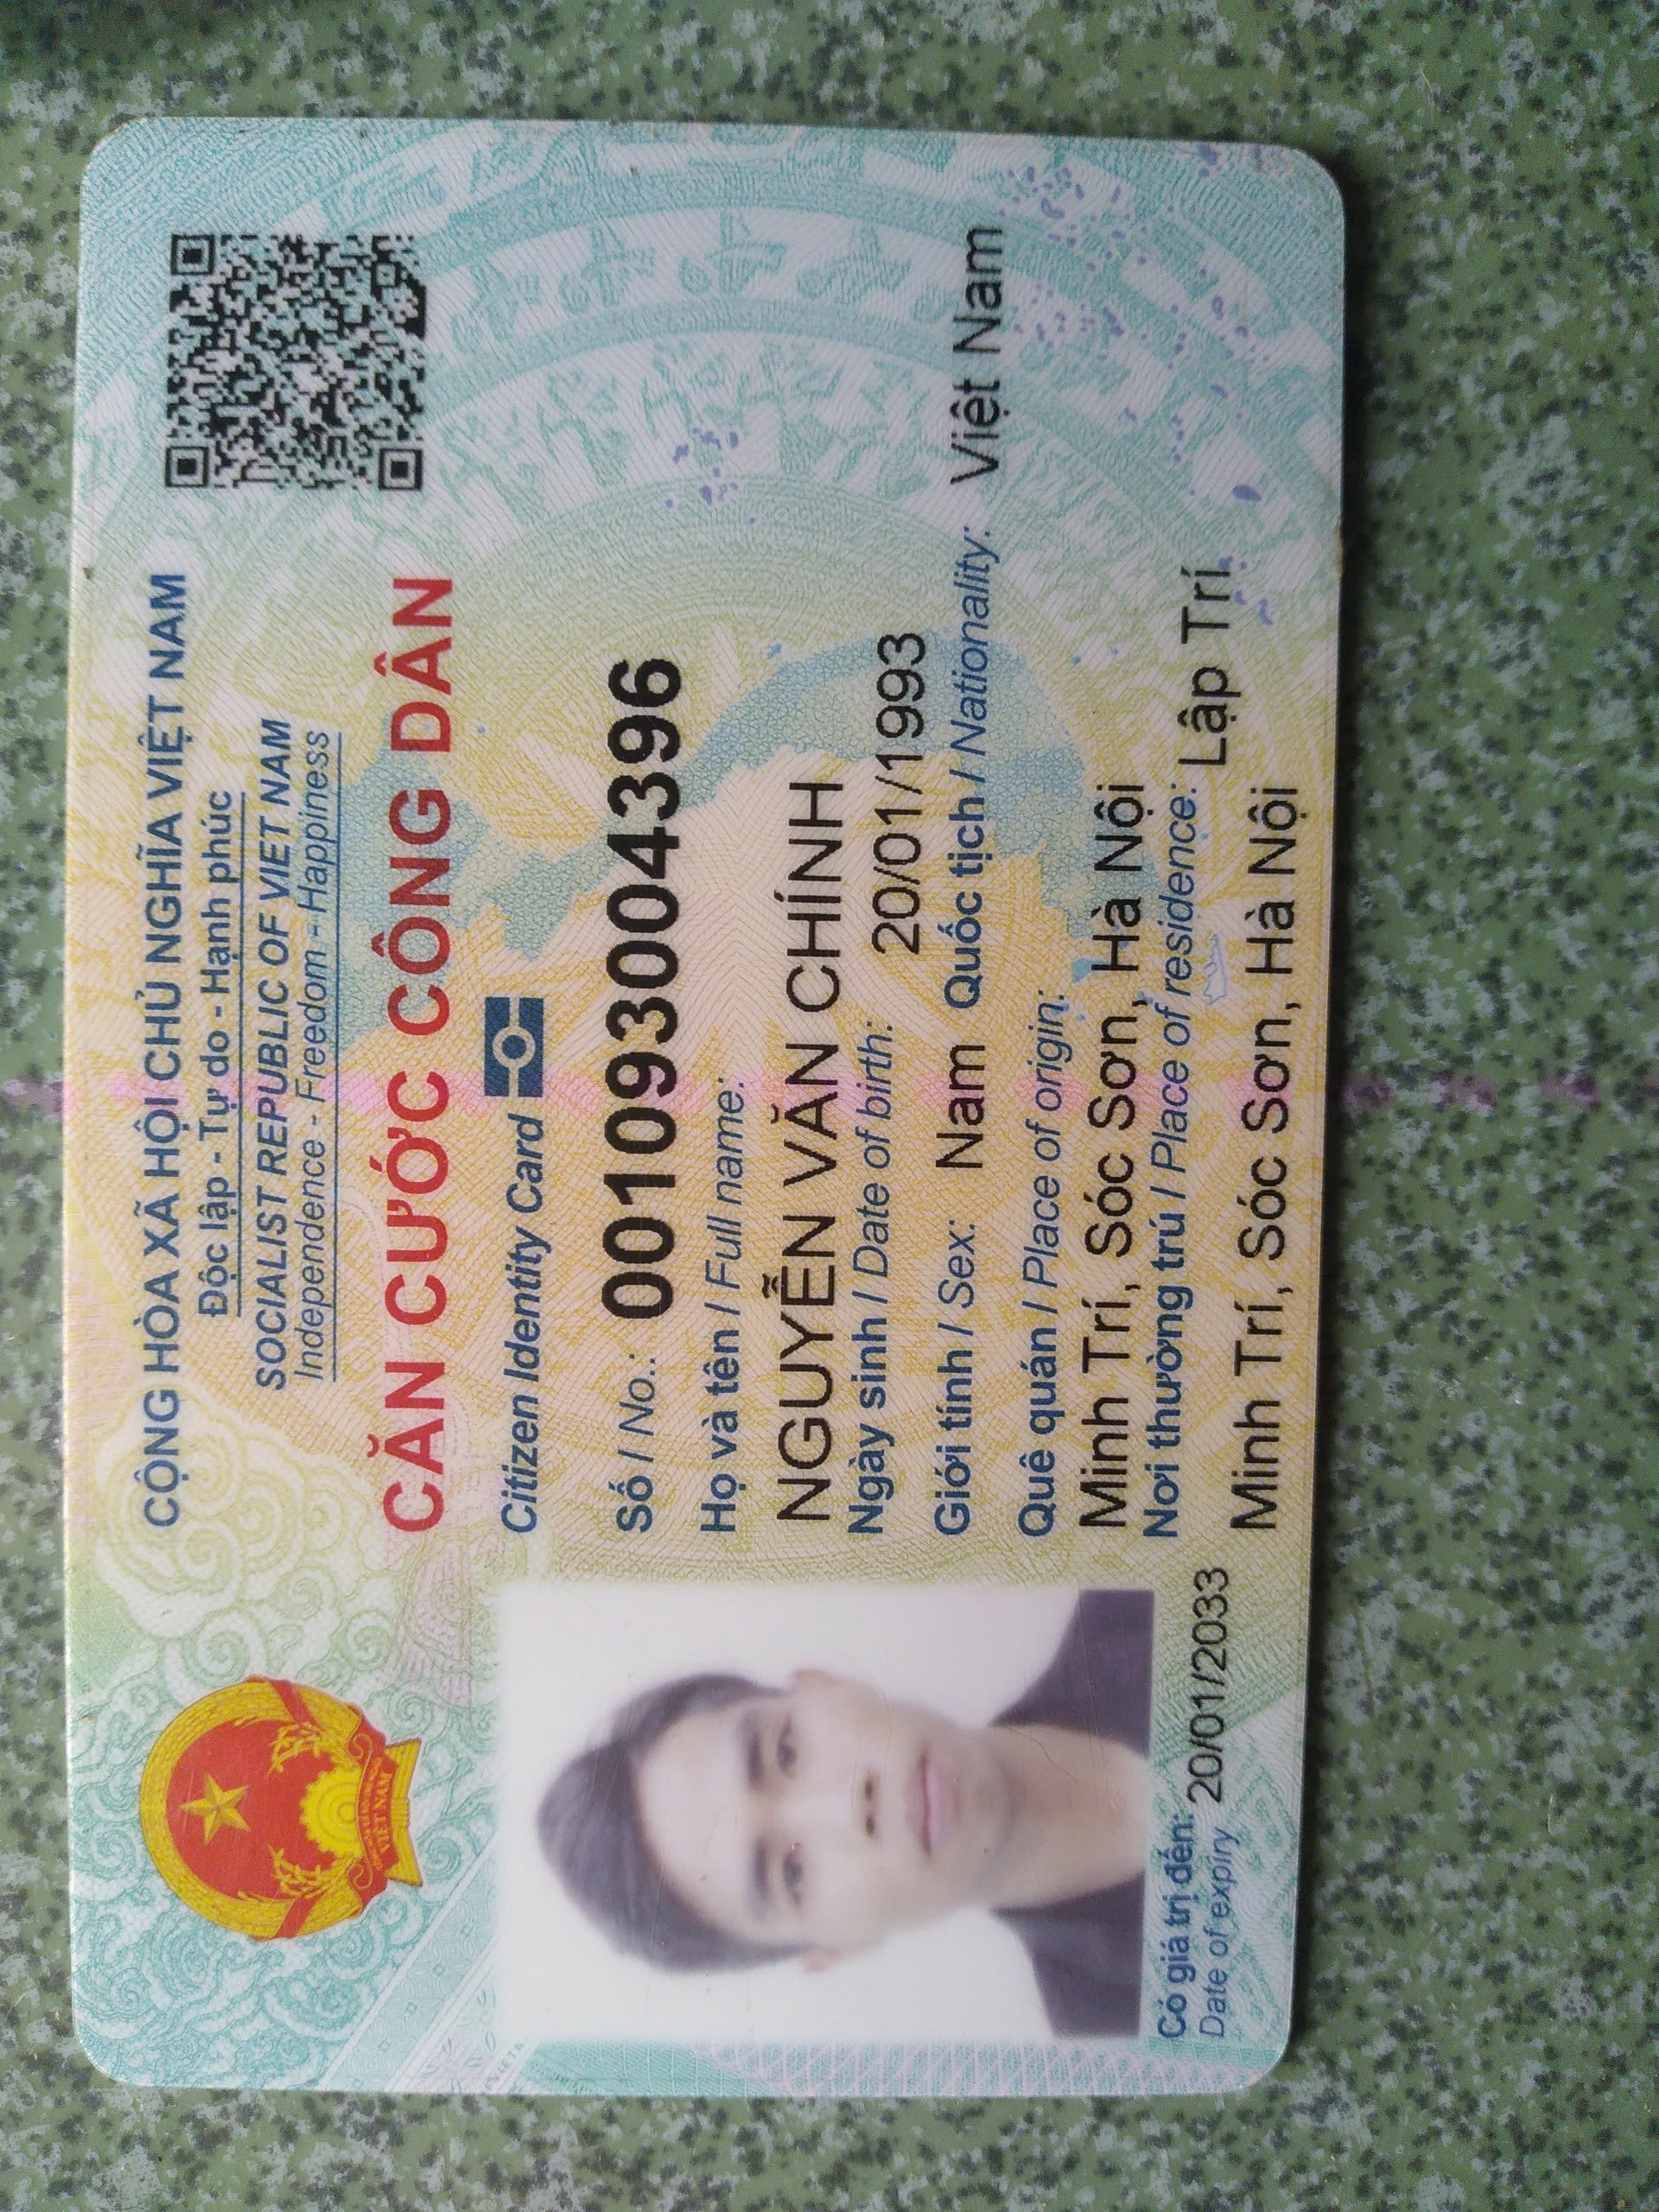 CỘNG HÒA XÃ HỘI CHỦ NGHĨA VIỆT NAM
Độc lập - Tự do - Hạnh phúc
SOCIALIST REPUBLIC OF VIET NAM
Independence - Freedom - Happiness
CĂN CƯỚC CÔNG DÂN
Citizen Identity Card
Số / No.: 001093004396
Họ và tên / Full name:
NGUYỄN VĂN CHÍNH
Ngày sinh / Date of birth: 20/01/1993
Giới tính / Sex: Nam Quốc tịch / Nationality: Việt Nam
Quê quán / Place of origin:
Minh Trí, Sóc Sơn, Hà Nội
Nơi thường trú / Place of residence: Lập Trí
Minh Trí, Sóc Sơn, Hà Nội
Có giá trị đến: 20/01/2033
Date of expiry
VIỆT NAM